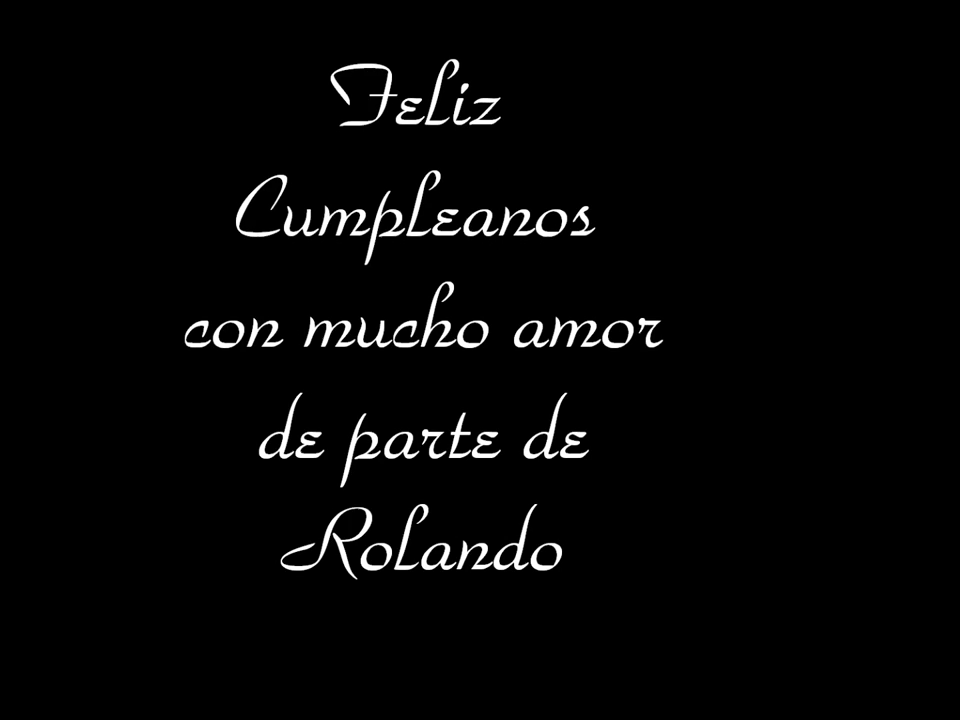 Feliz
Cumpleanos
con mucho amor
de parte de
Rolando